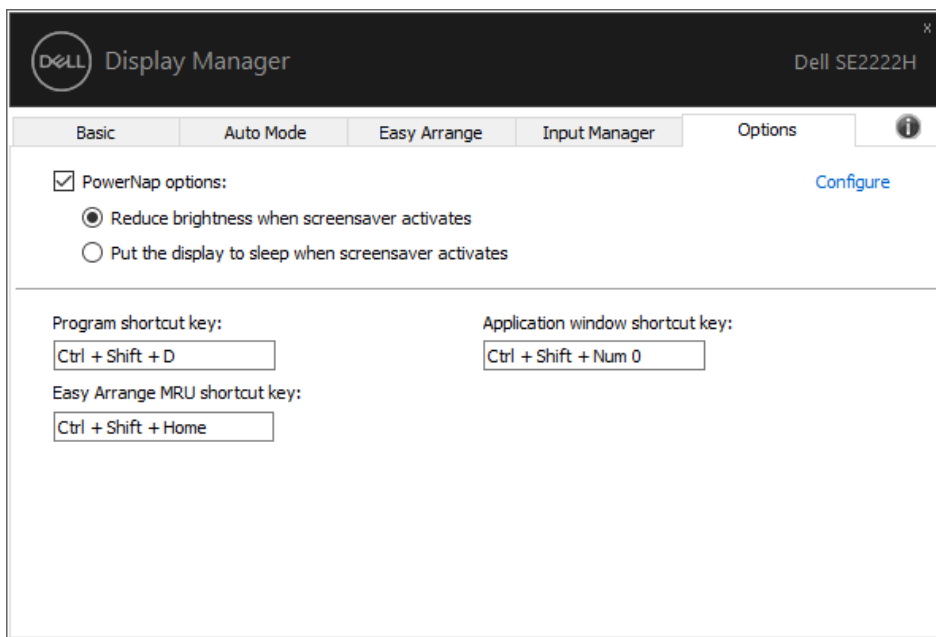 x
DELL Display Manager Dell SE2222H
Basic Auto Mode Easy Arrange Input Manager Options i
PowerNap options: Configure
Reduce brightness when screensaver activates
Put the display to sleep when screensaver activates
Program shortcut key: Application window shortcut key:
Ctrl + Shift + D Ctrl + Shift + Num 0
Easy Arrange MRU shortcut key:
Ctrl + Shift + Home